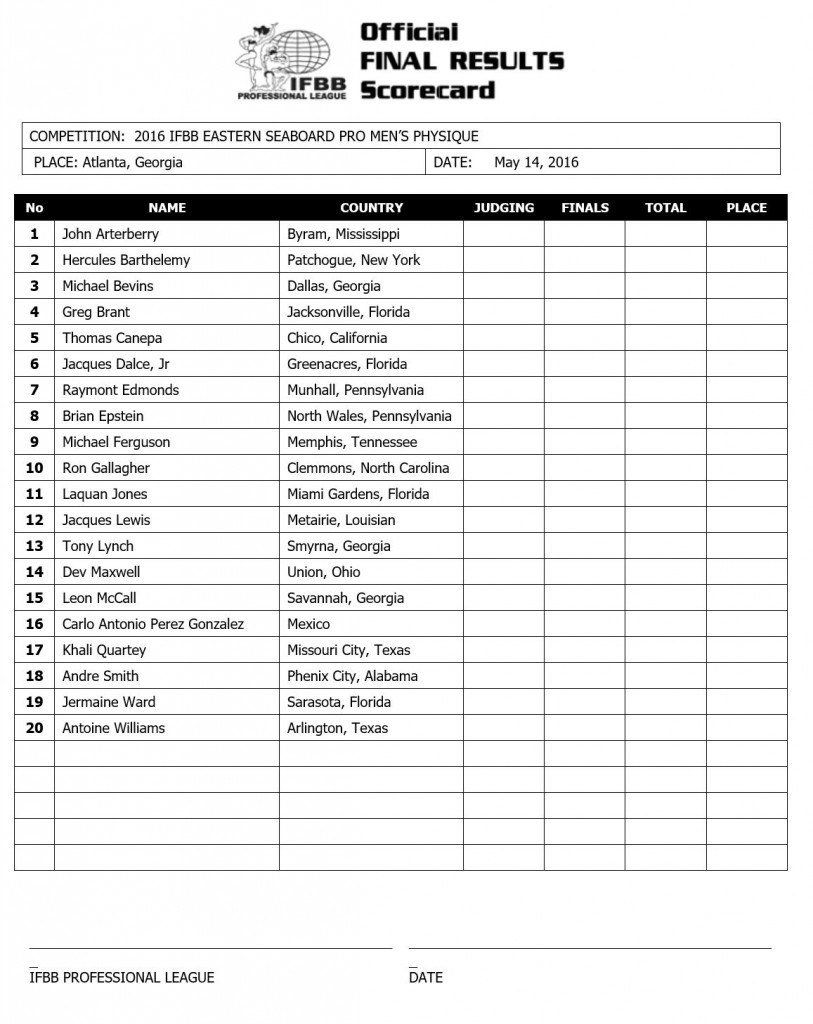 Official
FINAL RESULTS
Scorecard
IFBB
PROFESSIONAL LEAGUE
COMPETITION: 2016 IFBB EASTERN SEABOARD PRO MEN'S PHYSIQUE
PLACE: Atlanta, Georgia DATE: May 14, 2016
No NAME COUNTRY JUDGING FINALS TOTAL PLACE
1 John Arterberry Byram, Mississippi
2 Hercules Barthelemy Patchogue, New York
3 Michael Bevins Dallas, Georgia
4 Greg Brant Jacksonville, Florida
5 Thomas Canepa Chico, California
6 Jacques Dalce, Jr Greenacres, Florida
7 Raymont Edmonds Munhall, Pennsylvania
8 Brian Epstein North Wales, Pennsylvania
9 Michael Ferguson Memphis, Tennessee
10 Ron Gallagher Clemmons, North Carolina
11 Laquan Jones Miami Gardens, Florida
12 Jacques Lewis Metairie, Louisian
13 Tony Lynch Smyrna, Georgia
14 Dev Maxwell Union, Ohio
15 Leon McCall Savannah, Georgia
16 Carlo Antonio Perez Gonzalez Mexico
17 Khali Quartey Missouri City, Texas
18 Andre Smith Phenix City, Alabama
19 Jermaine Ward Sarasota, Florida
20 Antoine Williams Arlington, Texas
IFBB PROFESSIONAL LEAGUE DATE